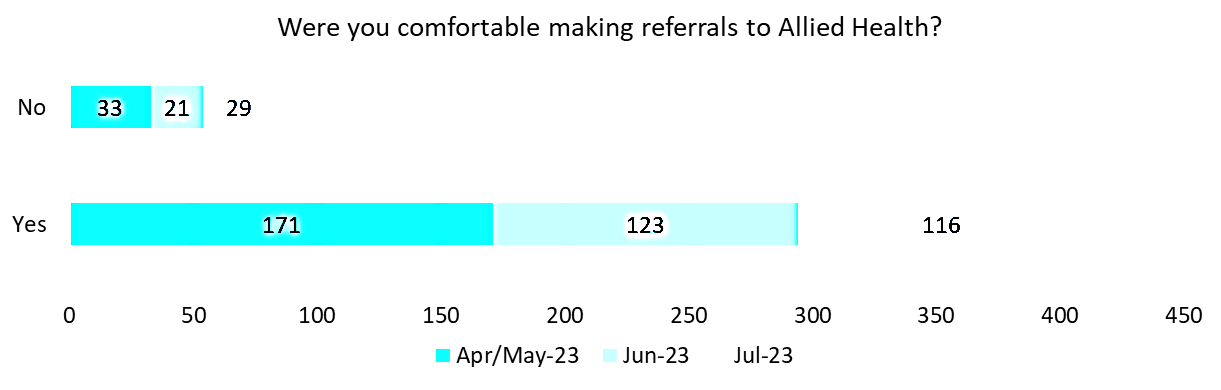 Were you comfortable making referrals to Allied Health?
No 33 21 29
Yes 171 123 116
0 50 100 150 200 250 300 350 400 450
Apr/May-23 Jun-23 Jul-23